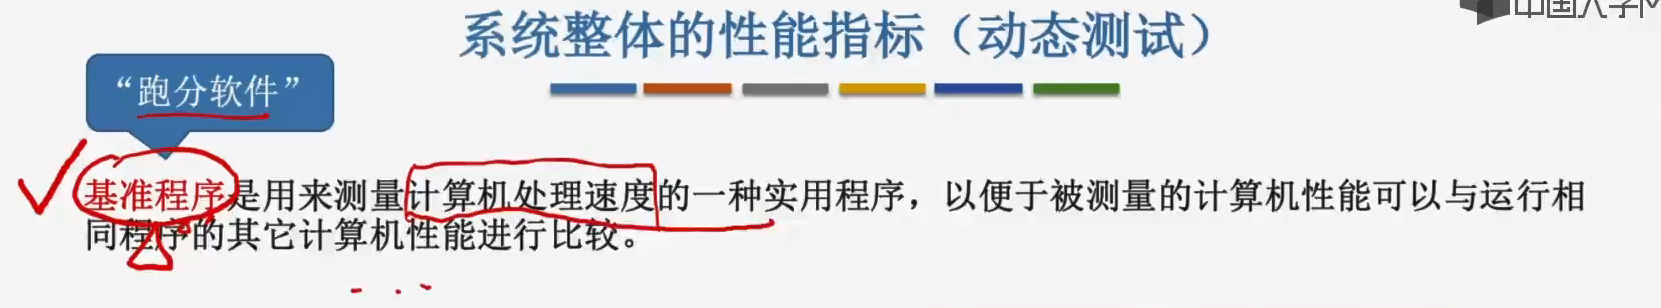 中国大学M
系统整体的性能指标（动态测试）
“跑分软件”
基准程序是用来测量计算机处理速度的一种实用程序，以便于被测量的计算机性能可以与运行相
同程序的其它计算机性能进行比较。